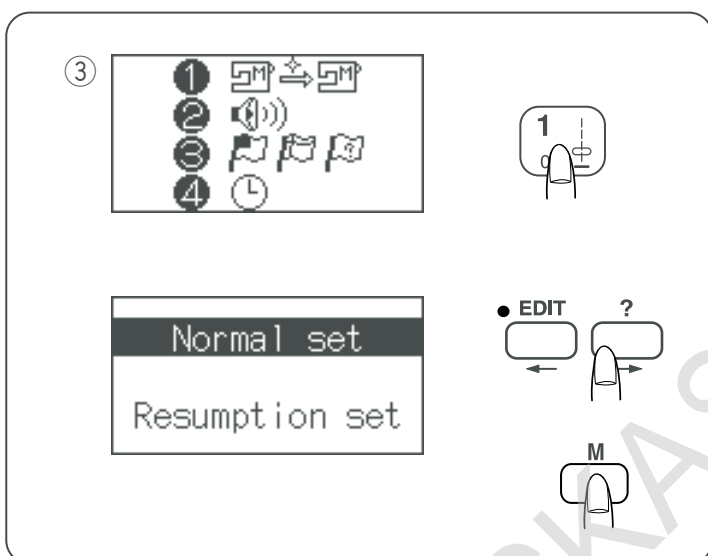 ③
❶ M M
❷
❸ ?
❹
1
Normal set
Resumption set
• EDIT ?
M